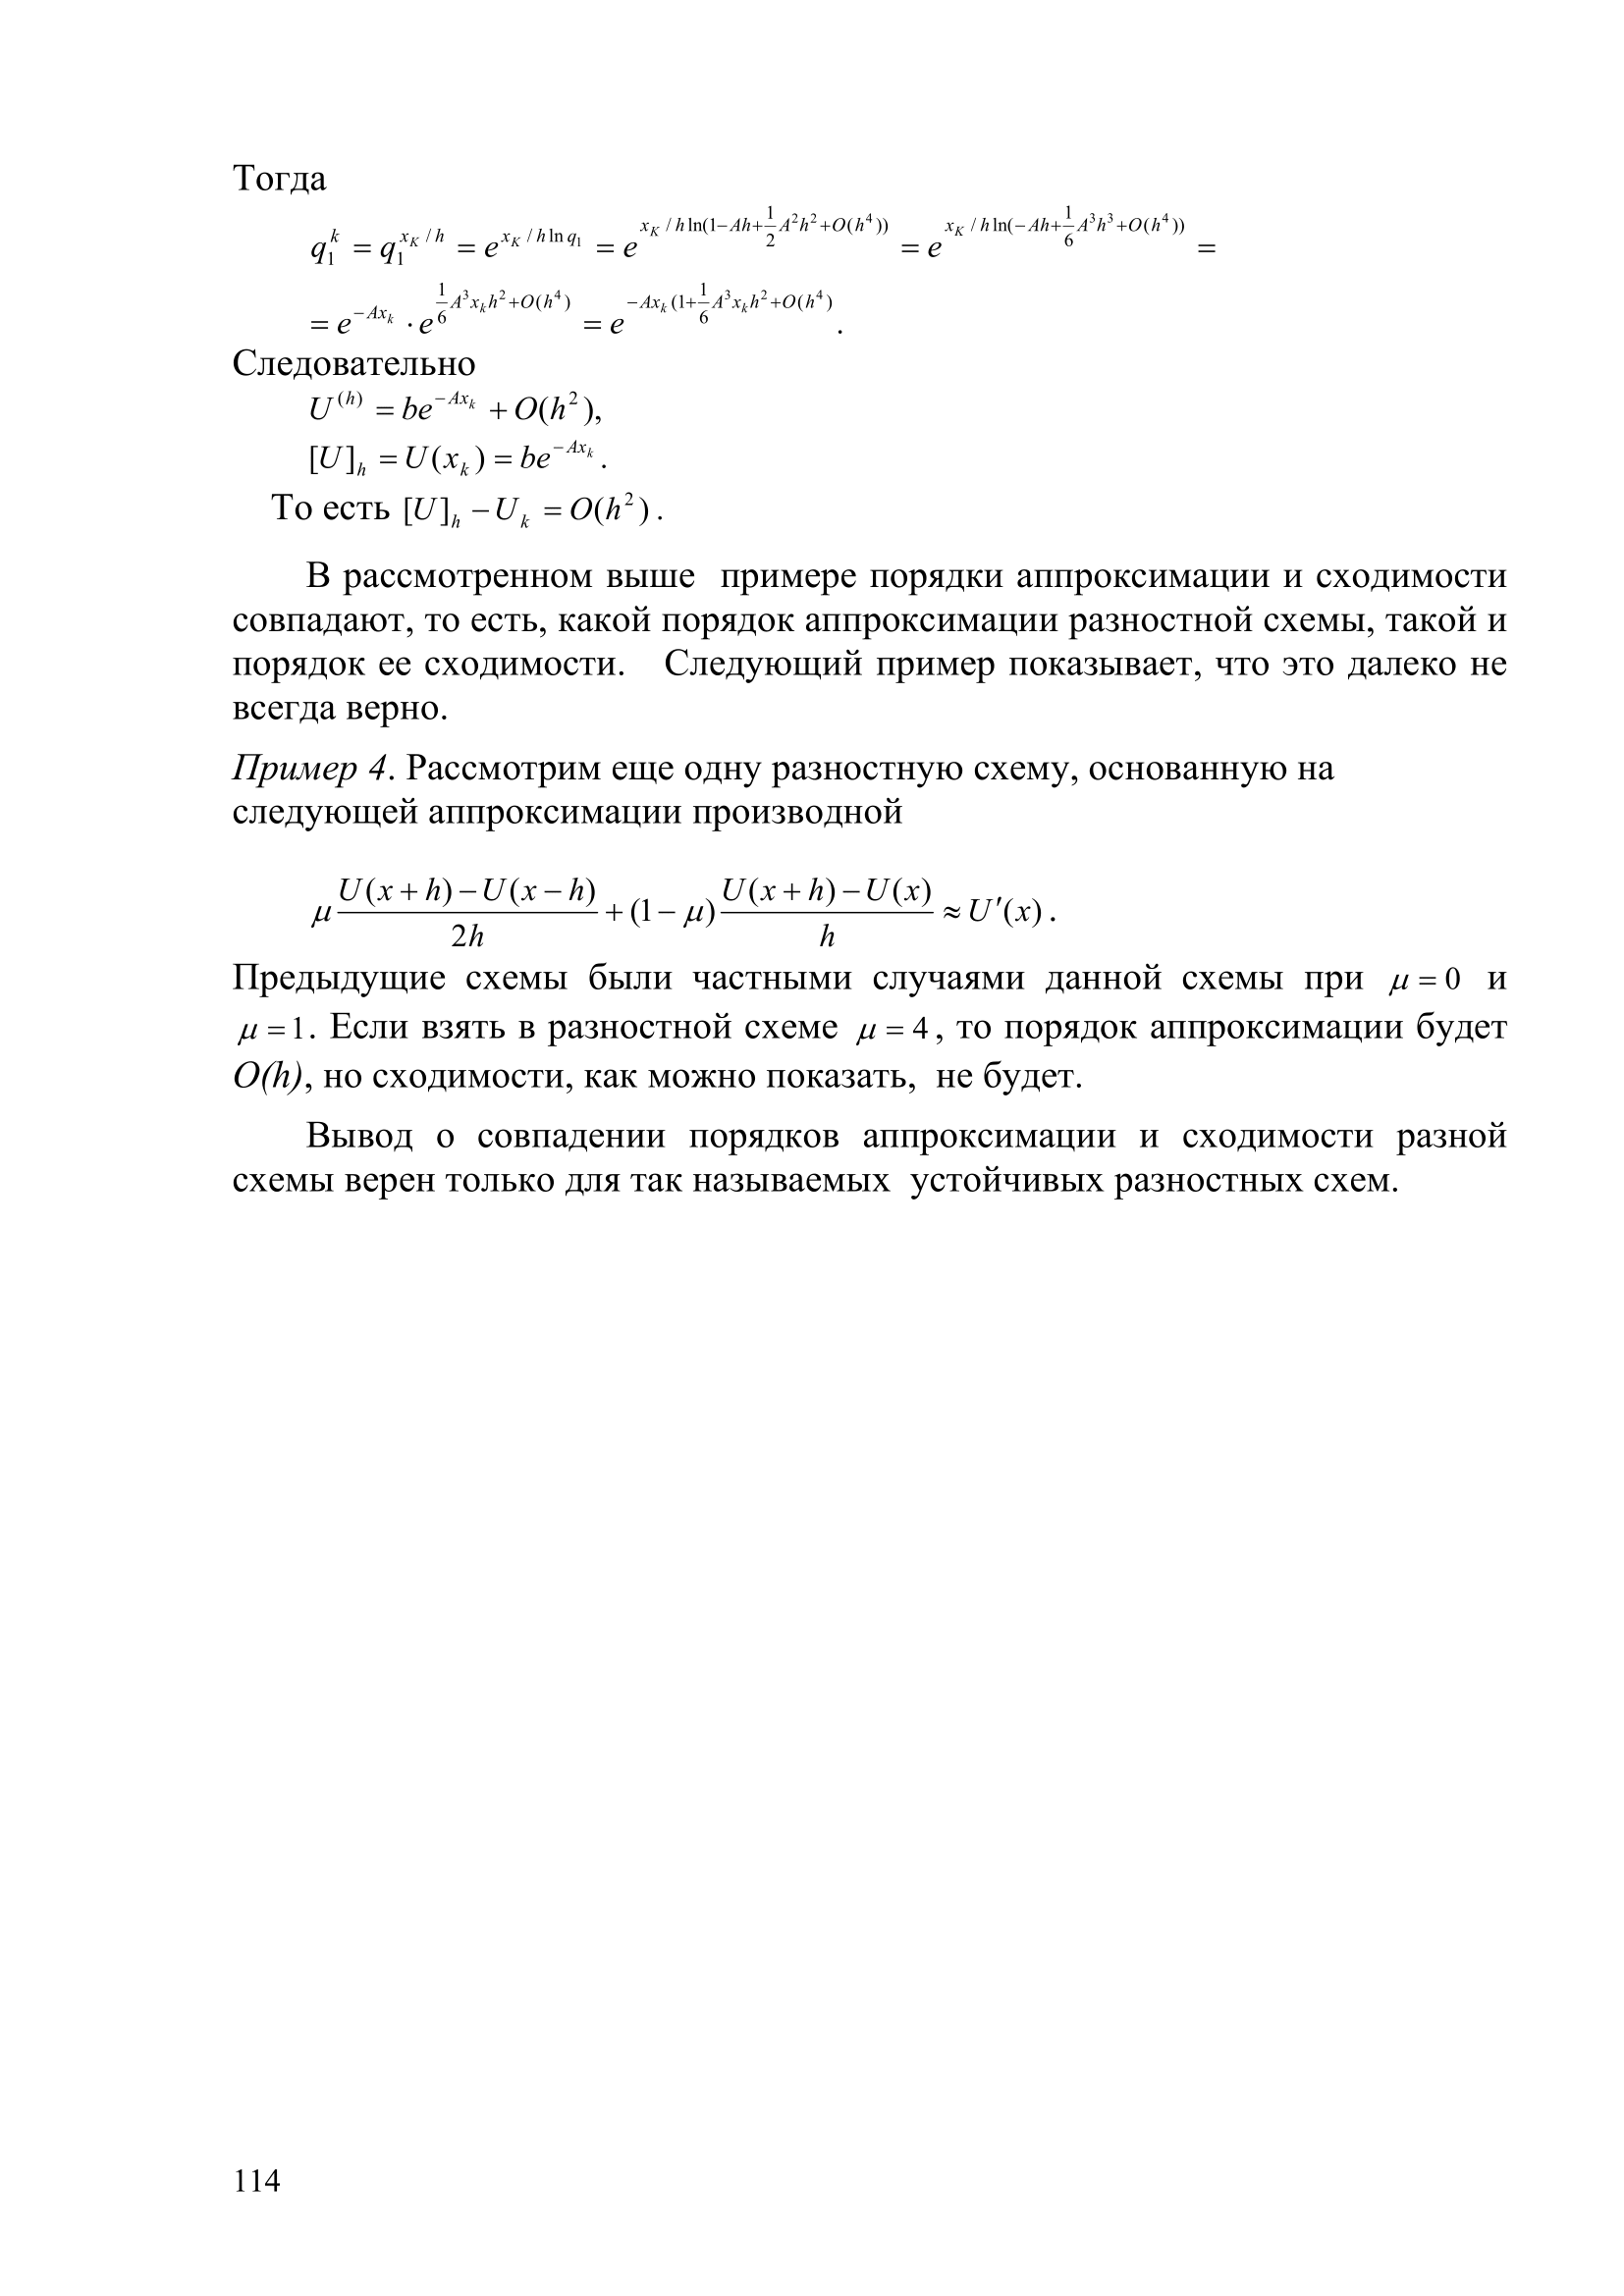 Тогда
$q_1^k = q_1^{x_K/h} = e^{x_K/h \ln q_1} = e^{x_K/h \ln(1-Ah+\frac{1}{2}A^2h^2+O(h^4))} = e^{x_K/h \ln(-Ah+\frac{1}{6}A^3h^3+O(h^4))} =$
$= e^{-Ax_k} \cdot e^{\frac{1}{6}A^3x_kh^2+O(h^4)} = e^{-Ax_k(1+\frac{1}{6}A^3x_kh^2+O(h^4)}.$
Следовательно
$U^{(h)} = be^{-Ax_k} + O(h^2),$
$[U]_h = U(x_k) = be^{-Ax_k}.$
То есть $[U]_h - U_k = O(h^2).$
В рассмотренном выше примере порядки аппроксимации и сходимости
совпадают, то есть, какой порядок аппроксимации разностной схемы, такой и
порядок ее сходимости. Следующий пример показывает, что это далеко не
всегда верно.
Пример 4. Рассмотрим еще одну разностную схему, основанную на
следующей аппроксимации производной
$\mu\frac{U(x+h)-U(x-h)}{2h} + (1-\mu)\frac{U(x+h)-U(x)}{h} \approx U'(x).$
Предыдущие схемы были частными случаями данной схемы при $\mu = 0$ и
$\mu = 1$. Если взять в разностной схеме $\mu = 4$, то порядок аппроксимации будет
O(h), но сходимости, как можно показать, не будет.
Вывод о совпадении порядков аппроксимации и сходимости разной
схемы верен только для так называемых устойчивых разностных схем.
114